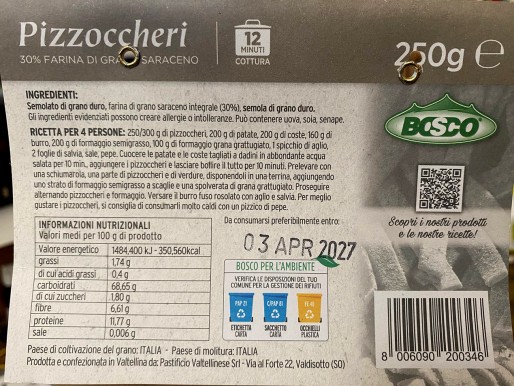 Pizzoccheri
30% FARINA DI GRANO SARACENO
12
MINUTI
COTTURA
250g e
INGREDIENTI:
Semolato di grano duro, farina di grano saraceno integrale (30%), semola di grano duro.
Gli ingredienti evidenziati possono creare allergie o intolleranze. Può contenere uova, soia, senape.
RICETTA PER 4 PERSONE: 250/300 g di pizzoccheri, 200 g di patate, 200 g di coste, 160 g di
burro, 200 g di formaggio semigrasso, 100 g di formaggio grana grattugiato, 1 spicchio di aglio,
2 foglie di salvia, sale, pepe. Cuocere le patate e le coste tagliati a dadini in abbondante acqua
salata per 10 min., aggiungere i pizzoccheri e lasciare bollire il tutto per 10 minuti. Prelevare con
una schiumarola, una parte di pizzoccheri e di verdure, disponendoli in una terrina, aggiungendo
uno strato di formaggio semigrasso a scaglie e una spolverata di grana grattugiato. Proseguire
alternando pizzoccheri e formaggio. Versare il burro fuso rosolato con aglio e salvia. Per meglio
gustare i pizzoccheri, si consiglia di consumarli molto caldi con un pizzico di pepe.
BOSCO
Scopri i nostri prodotti
e le nostre ricette!
INFORMAZIONI NUTRIZIONALI
Valori medi per 100 g di prodotto
Valore energetico 1484,400 kJ - 350,560kcal
grassi 1,74 g
di cui acidi grassi 0,4 g
carboidrati 68,65 g
di cui zuccheri 1,80 g
fibre 6,61 g
proteine 11,77 g
sale 0,006 g
Da consumarsi preferibilmente entro:
03 APR 2027
BOSCO PER L'AMBIENTE
VERIFICA LE DISPOSIZIONI DEL TUO
COMUNE PER LA GESTIONE DEI RIFIUTI
PAP 21
C/PAP 81
ETICHETTA
CARTA
SACCHETTO
CARTA
OCCHIELLI
PLASTICA
8 006090 200346
Paese di coltivazione del grano: ITALIA - Paese di molitura: ITALIA
Prodotta e confezionata in Valtellina da: Pastificio Valtellinese Srl - Via al Forte 22, Valdisotto (SO)